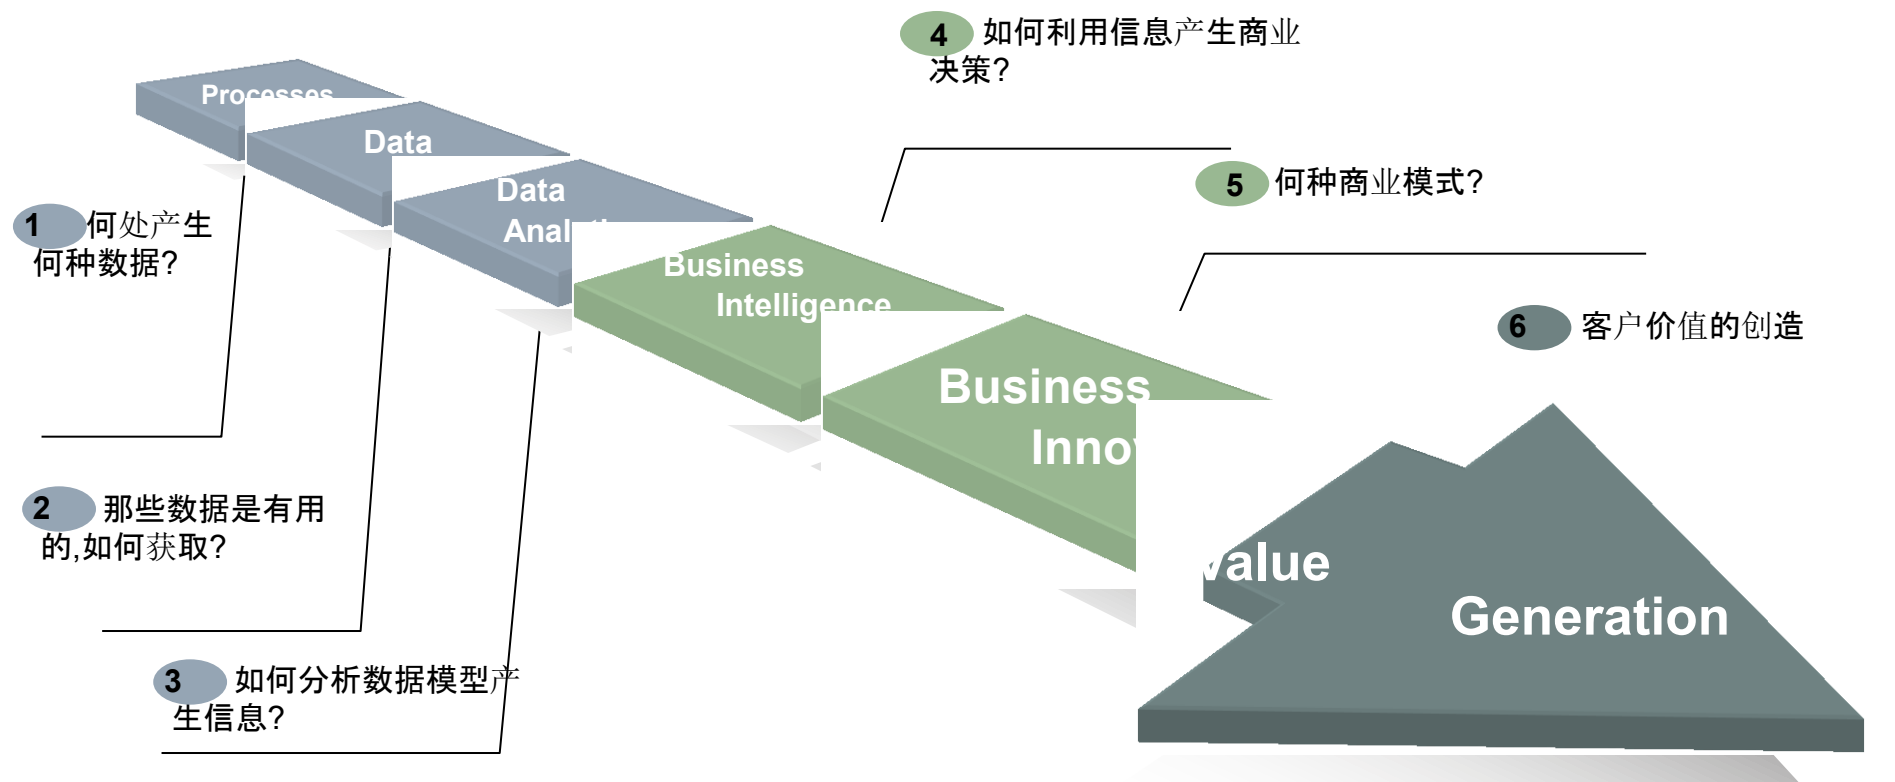 Processes
Data
Data
Business
Intelligence
Business
Value
Generation
1 何处产生
何种数据?
2 那些数据是有用
的,如何获取?
3 如何分析数据模型产
生信息?
4 如何利用信息产生商业
决策?
5 何种商业模式?
6 客户价值的创造